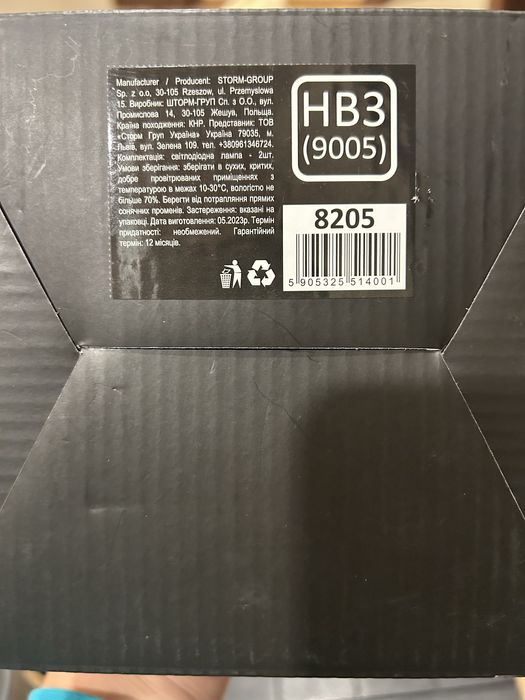 Manufacturer / Producent: STORM-GROUP
Sp. z o.o, 30-105 Rzeszow, ul. Przemyslowa
15. Виробник: ШТОРМ-ГРУП Сп. з О.О., вул.
Промислова 14, 30-105 Жешув, Польща.
Країна походження: КНР. Представник: ТОВ
«Сторм Груп Україна» Україна 79035, м.
Львів, вул. Зелена 109. тел. +380961346724.
Комплектація: світлодіодна лампа - 2шт.
Умови зберігання: зберігати в сухих, критих,
добре провітрюваних приміщеннях з
температурою в межах 10-30°C, вологістю не
більше 70%. Берегти від потрапляння прямих
сонячних променів. Застереження: вказані на
упаковці. Дата виготовлення: 05.2023р. Термін
придатності: необмежений. Гарантійний
термін: 12 місяців.
HB3
(9005)
8205
5 905325 514001